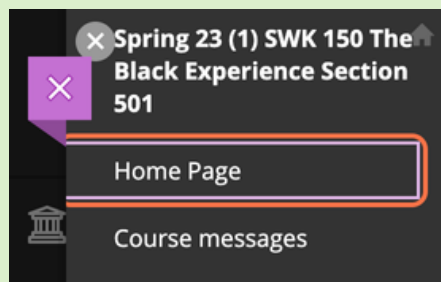 Spring 23 (1) SWK 150 The
Black Experience Section
501
Home Page
Course messages